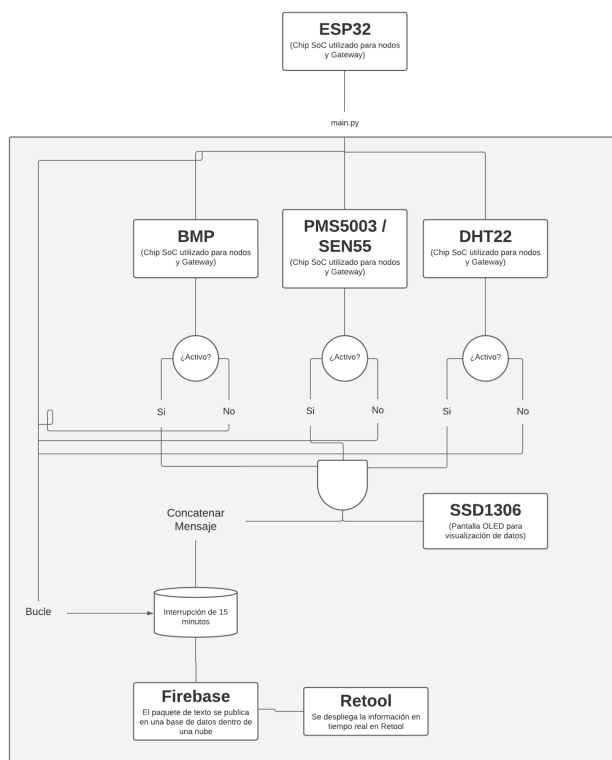 ESP32
(Chip SoC utilizado para nodos
y Gateway)
main.py
BMP
(Chip SoC utilizado para nodos
y Gateway)
PMS5003 /
SEN55
(Chip SoC utilizado para nodos
y Gateway)
DHT22
(Chip SoC utilizado para nodos
y Gateway)
¿Activo?
¿Activo?
¿Activo?
Si
No
Si
No
Si
No
Concatenar
Mensaje
SSD1306
(Pantalla OLED para
visualización de datos)
Bucle
Interrupción de 15
minutos
Firebase
El paquete de texto se publica
en una base de datos dentro de
una nube
Retool
Se despliega la información en
tiempo real en Retool